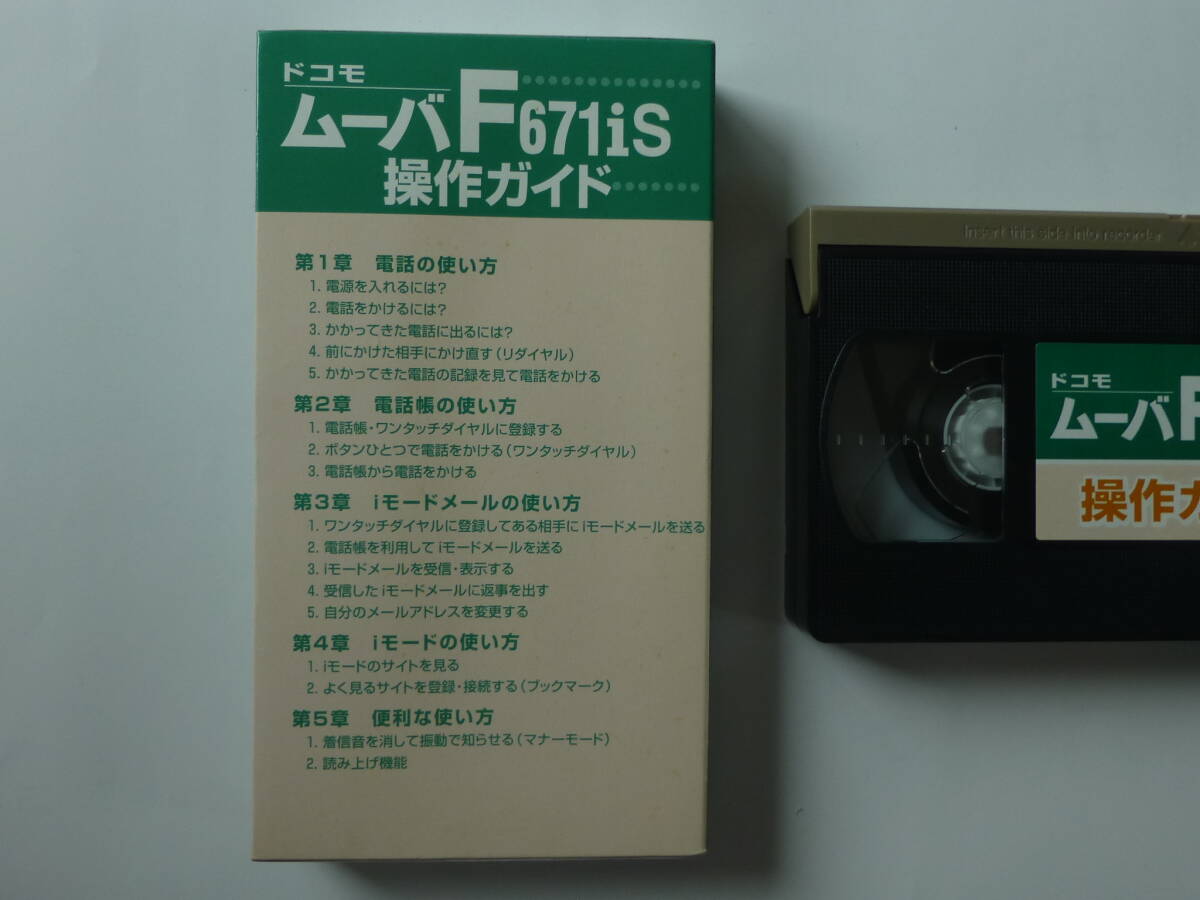 ドコモ
ムーバF671iS
操作ガイド
第1章 電話の使い方
1. 電源を入れるには?
2. 電話をかけるには?
3. かかってきた電話に出るには?
4. 前にかけた相手にかけ直す(リダイヤル)
5. かかってきた電話の記録を見て電話をかける
第2章 電話帳の使い方
1. 電話帳・ワンタッチダイヤルに登録する
2. ボタンひとつで電話をかける(ワンタッチダイヤル)
3. 電話帳から電話をかける
第3章 iモードメールの使い方
1. ワンタッチダイヤルに登録してある相手にiモードメールを送る
2. 電話帳を利用してiモードメールを送る
3. iモードメールを受信・表示する
4. 受信したiモードメールに返事を出す
5. 自分のメールアドレスを変更する
第4章 iモードの使い方
1. iモードのサイトを見る
2. よく見るサイトを登録・接続する(ブックマーク)
第5章 便利な使い方
1. 着信音を消して振動で知らせる(マナーモード)
2. 読み上げ機能
Insert this side into recorder
ドコモ
ムーバF
操作ガ